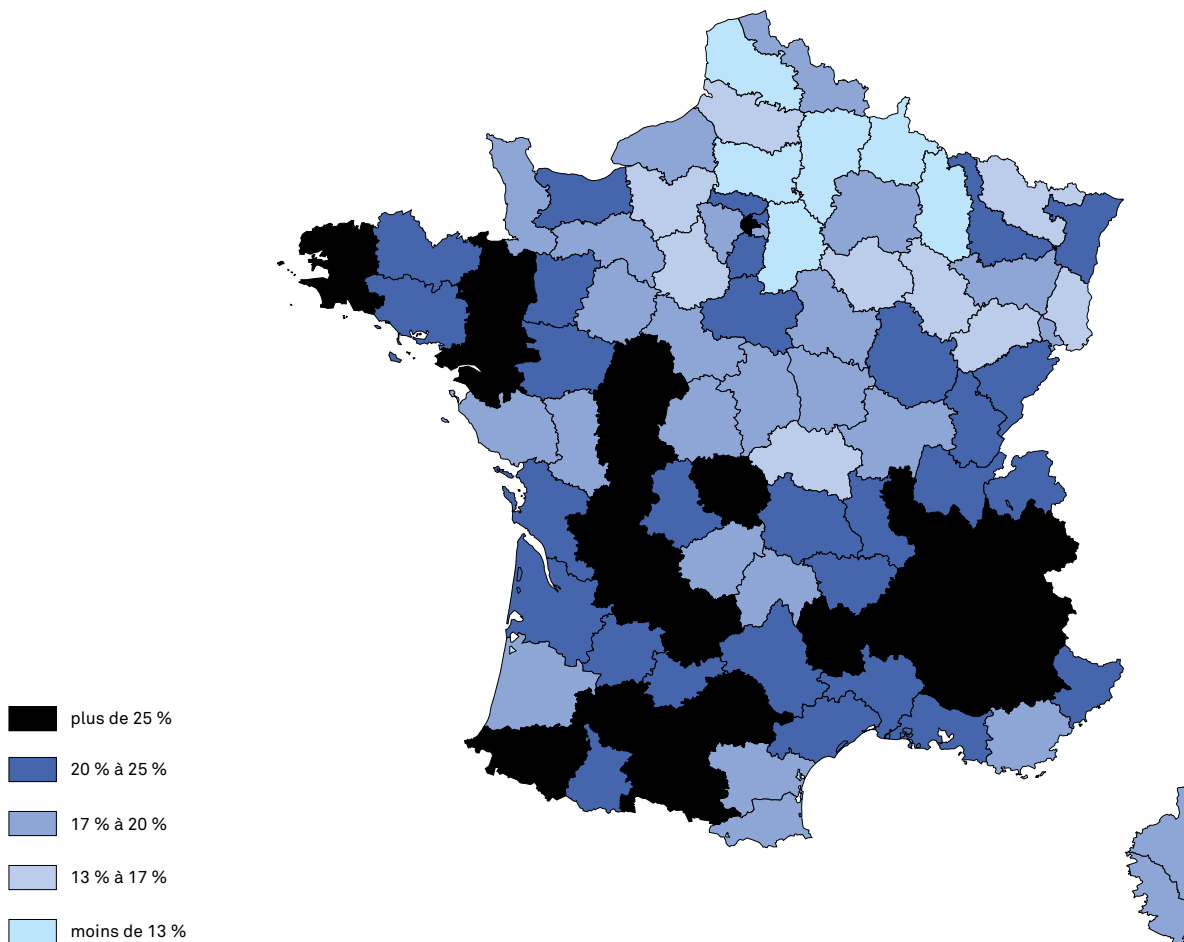 plus de 25 %
20 % à 25 %
17 % à 20 %
13 % à 17 %
moins de 13 %